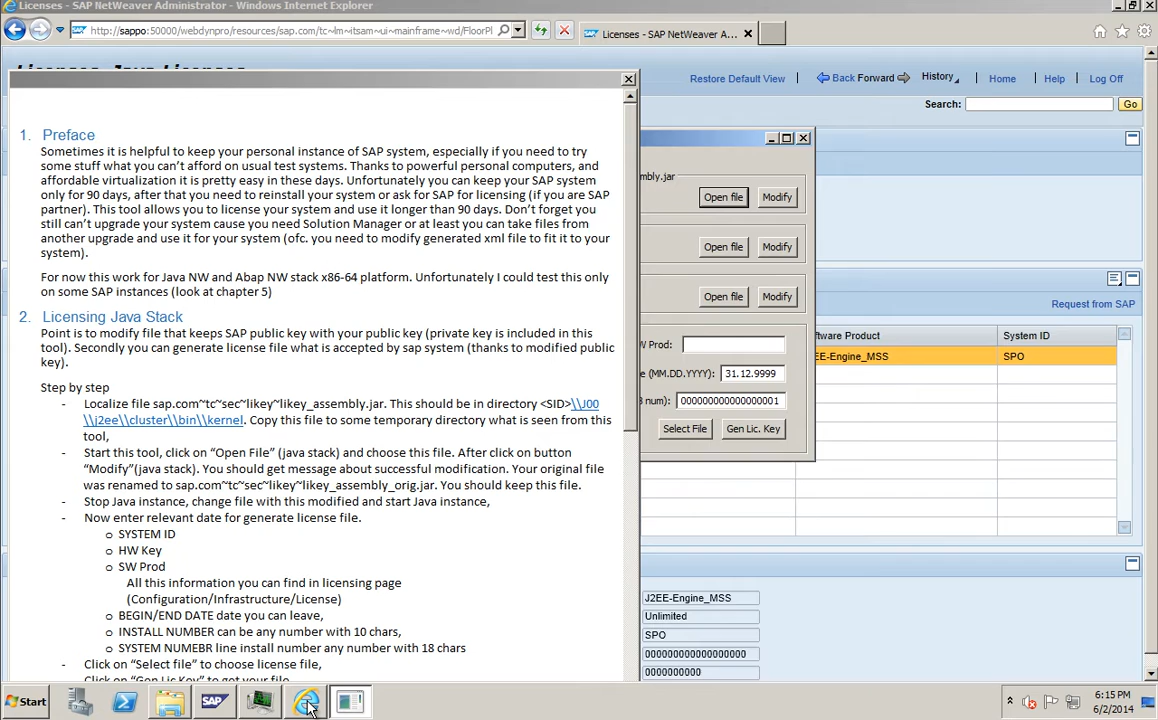 Licenses - SAP NetWeaver Administrator - Windows Internet Explorer
http://sappo:50000/webdynpro/resources/sap.com/tc~lm~itsam~ui~mainframe~wd/FloorPl
Licenses - SAP NetWeaver A...
Licenses, Java Licenses
Restore Default View
Back Forward
History
Home
Help
Log Off
Search:
Go
1. Preface
Sometimes it is helpful to keep your personal instance of SAP system, especially if you need to try
some stuff what you can't afford on usual test systems. Thanks to powerful personal computers, and
affordable virtualization it is pretty easy in these days. Unfortunately you can keep your SAP system
only for 90 days, after that you need to reinstall your system or ask for SAP for licensing (if you are SAP
partner). This tool allows you to license your system and use it longer than 90 days. Don't forget you
still can't upgrade your system cause you need Solution Manager or at least you can take files from
another upgrade and use it for your system (ofc. you need to modify generated xml file to fit it to your
system).
For now this work for Java NW and Abap NW stack x86-64 platform. Unfortunately I could test this only
on some SAP instances (look at chapter 5)
2. Licensing Java Stack
Point is to modify file that keeps SAP public key with your public key (private key is included in this
tool). Secondly you can generate license file what is accepted by sap system (thanks to modified public
key).
Step by step
- Localize file sap.com~tc~sec~likey~likey_assembly.jar. This should be in directory <SID>\\J00
\\j2ee\\cluster\\bin\\kernel. Copy this file to some temporary directory what is seen from this
tool,
- Start this tool, click on "Open File" (java stack) and choose this file. After click on button
"Modify"(java stack). You should get message about successful modification. Your original file
was renamed to sap.com~tc~sec~likey~likey_assembly_orig.jar. You should keep this file.
- Stop Java instance, change file with this modified and start Java instance,
- Now enter relevant date for generate license file.
o SYSTEM ID
o HW Key
o SW Prod
All this information you can find in licensing page
(Configuration/Infrastructure/License)
o BEGIN/END DATE date you can leave,
o INSTALL NUMBER can be any number with 10 chars,
o SYSTEM NUMEBR line install number any number with 18 chars
- Click on "Select file" to choose license file,
- Click on "Gen Lic Key" to get your file.
mbly.jar
Open file
Modify
Open file
Modify
Open file
Modify
W Prod:
e (MM.DD.YYYY):
31.12.9999
8 num):
000000000000000001
Select File
Gen Lic. Key
Request from SAP
ftware Product
System ID
EE-Engine_MSS
SPO
J2EE-Engine_MSS
Unlimited
SPO
000000000000000000
0000000000
Start
SAP
6:15 PM
6/2/2014